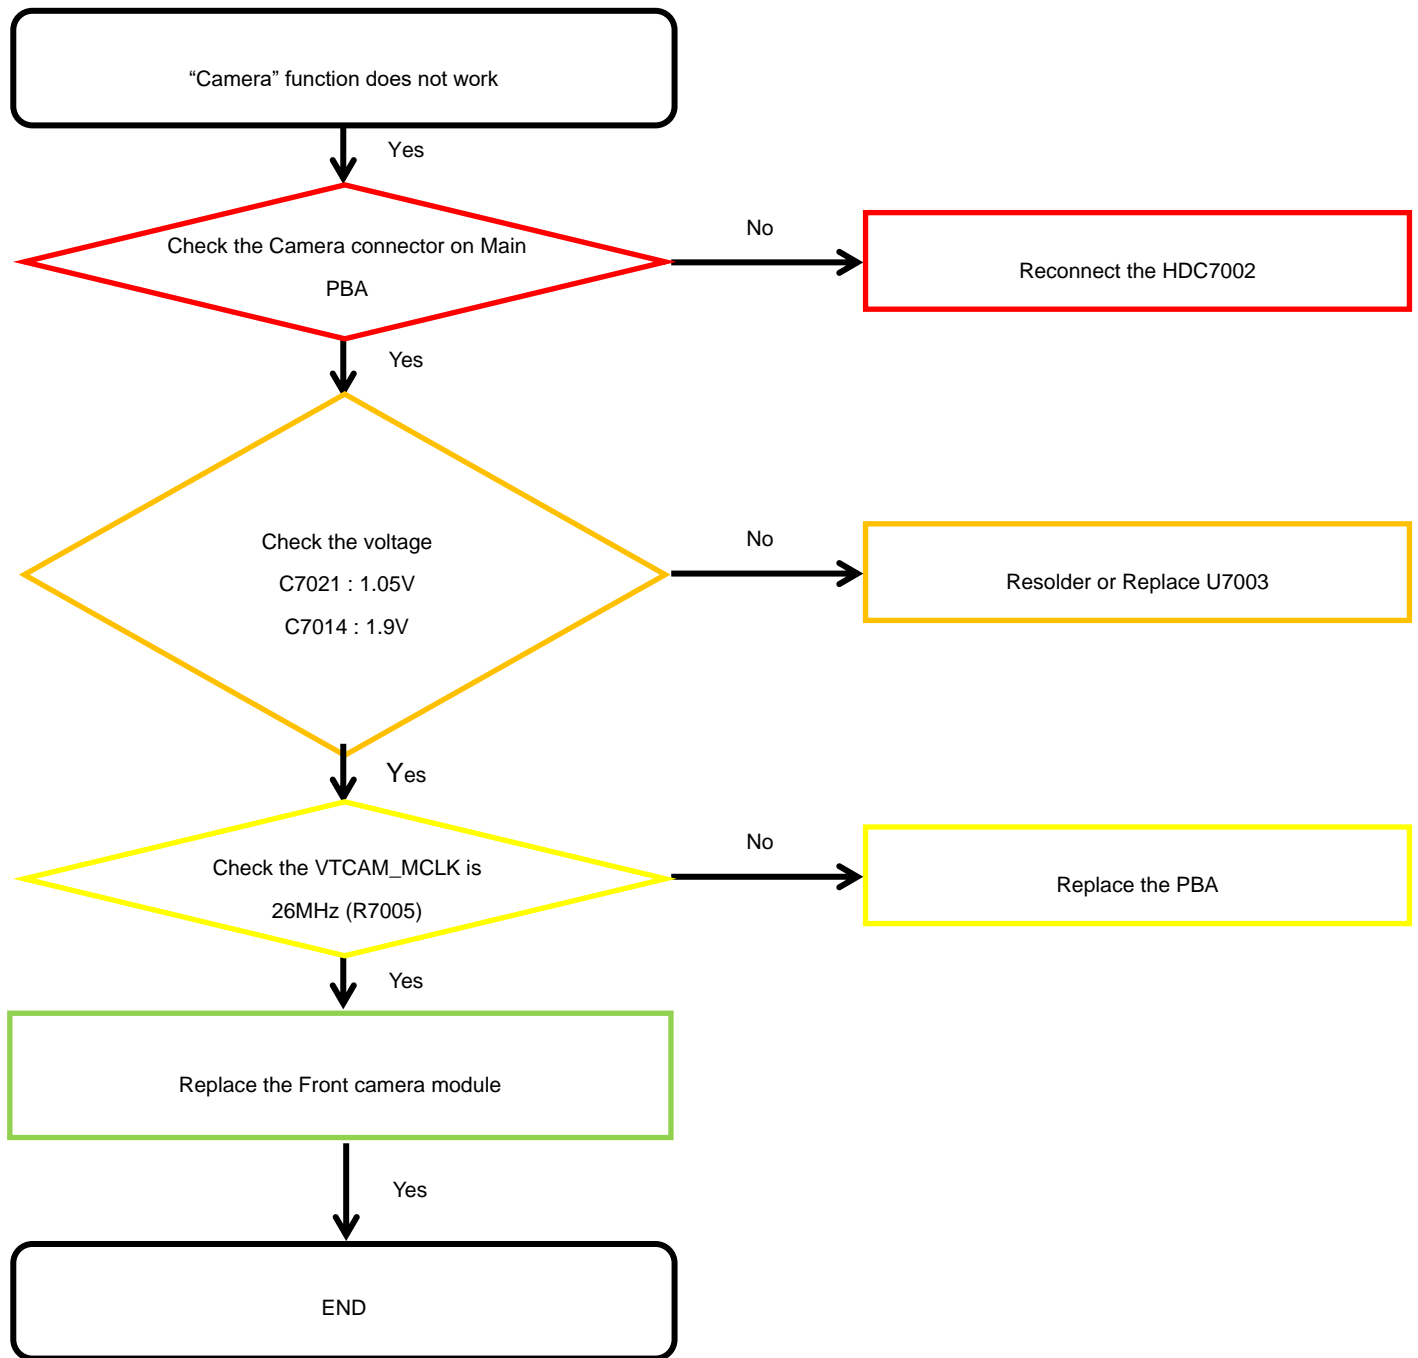 “Camera” function does not work
Yes
Check the Camera connector on Main
PBA
No
Reconnect the HDC7002
Yes
Check the voltage
C7021 : 1.05V
C7014 : 1.9V
No
Resolder or Replace U7003
Yes
Check the VTCAM_MCLK is
26MHz (R7005)
No
Replace the PBA
Yes
Replace the Front camera module
Yes
END